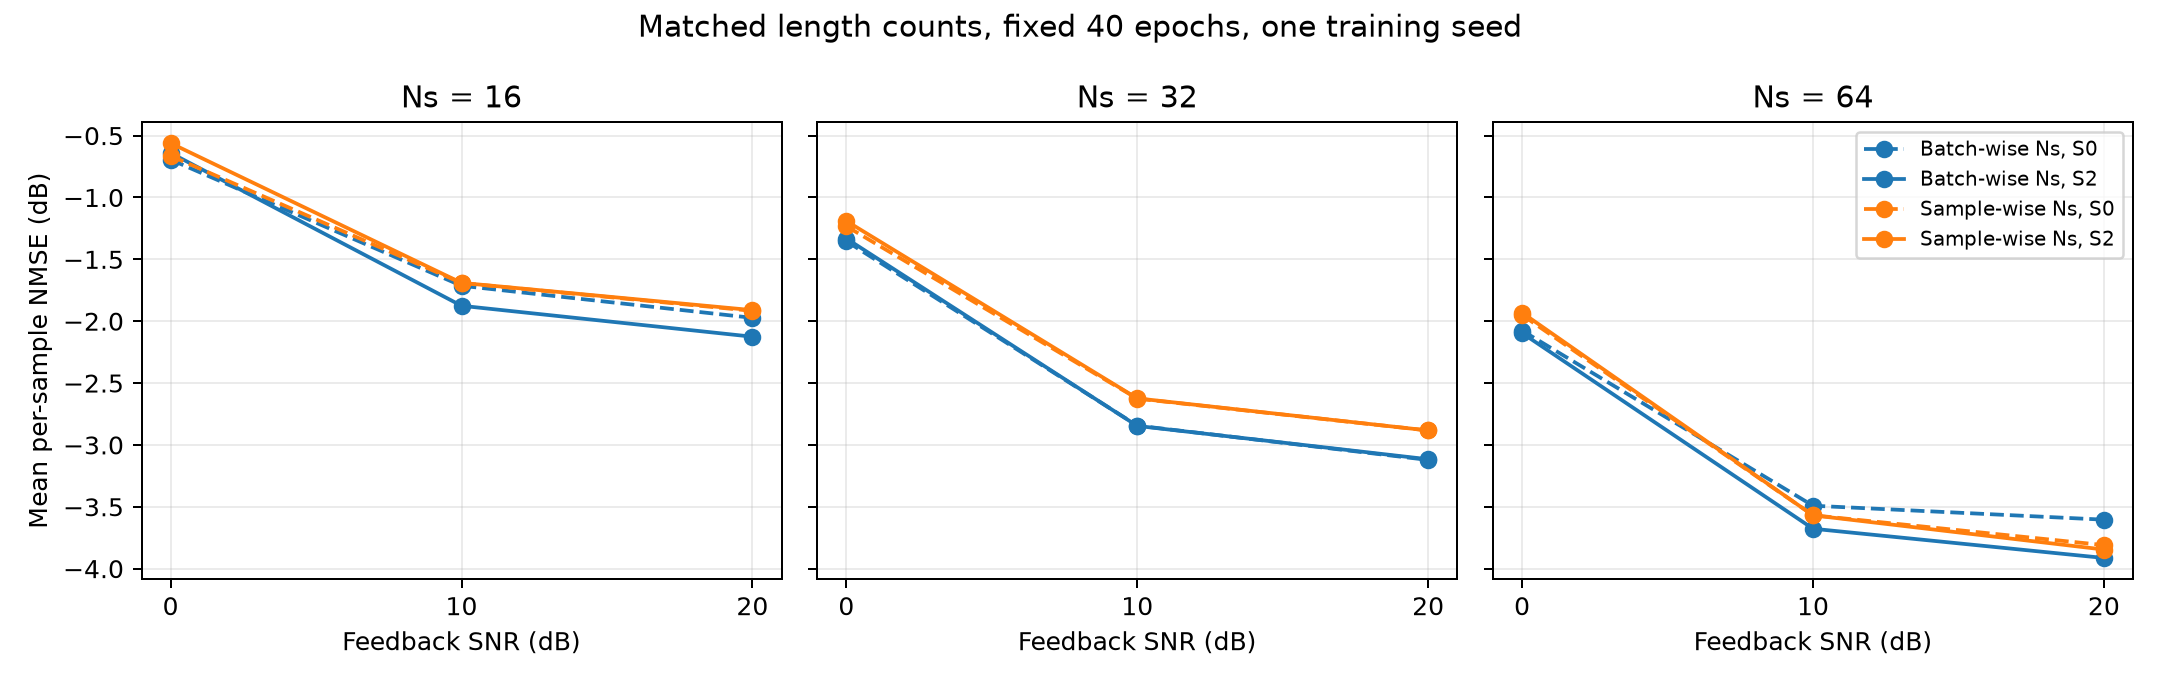 Matched length counts, fixed 40 epochs, one training seed
Ns = 16
Ns = 32
Ns = 64
Mean per-sample NMSE (dB)
−0.5
−1.0
−1.5
−2.0
−2.5
−3.0
−3.5
−4.0
Batch-wise Ns, S0
Batch-wise Ns, S2
Sample-wise Ns, S0
Sample-wise Ns, S2
0 10 20
0 10 20
0 10 20
Feedback SNR (dB)
Feedback SNR (dB)
Feedback SNR (dB)